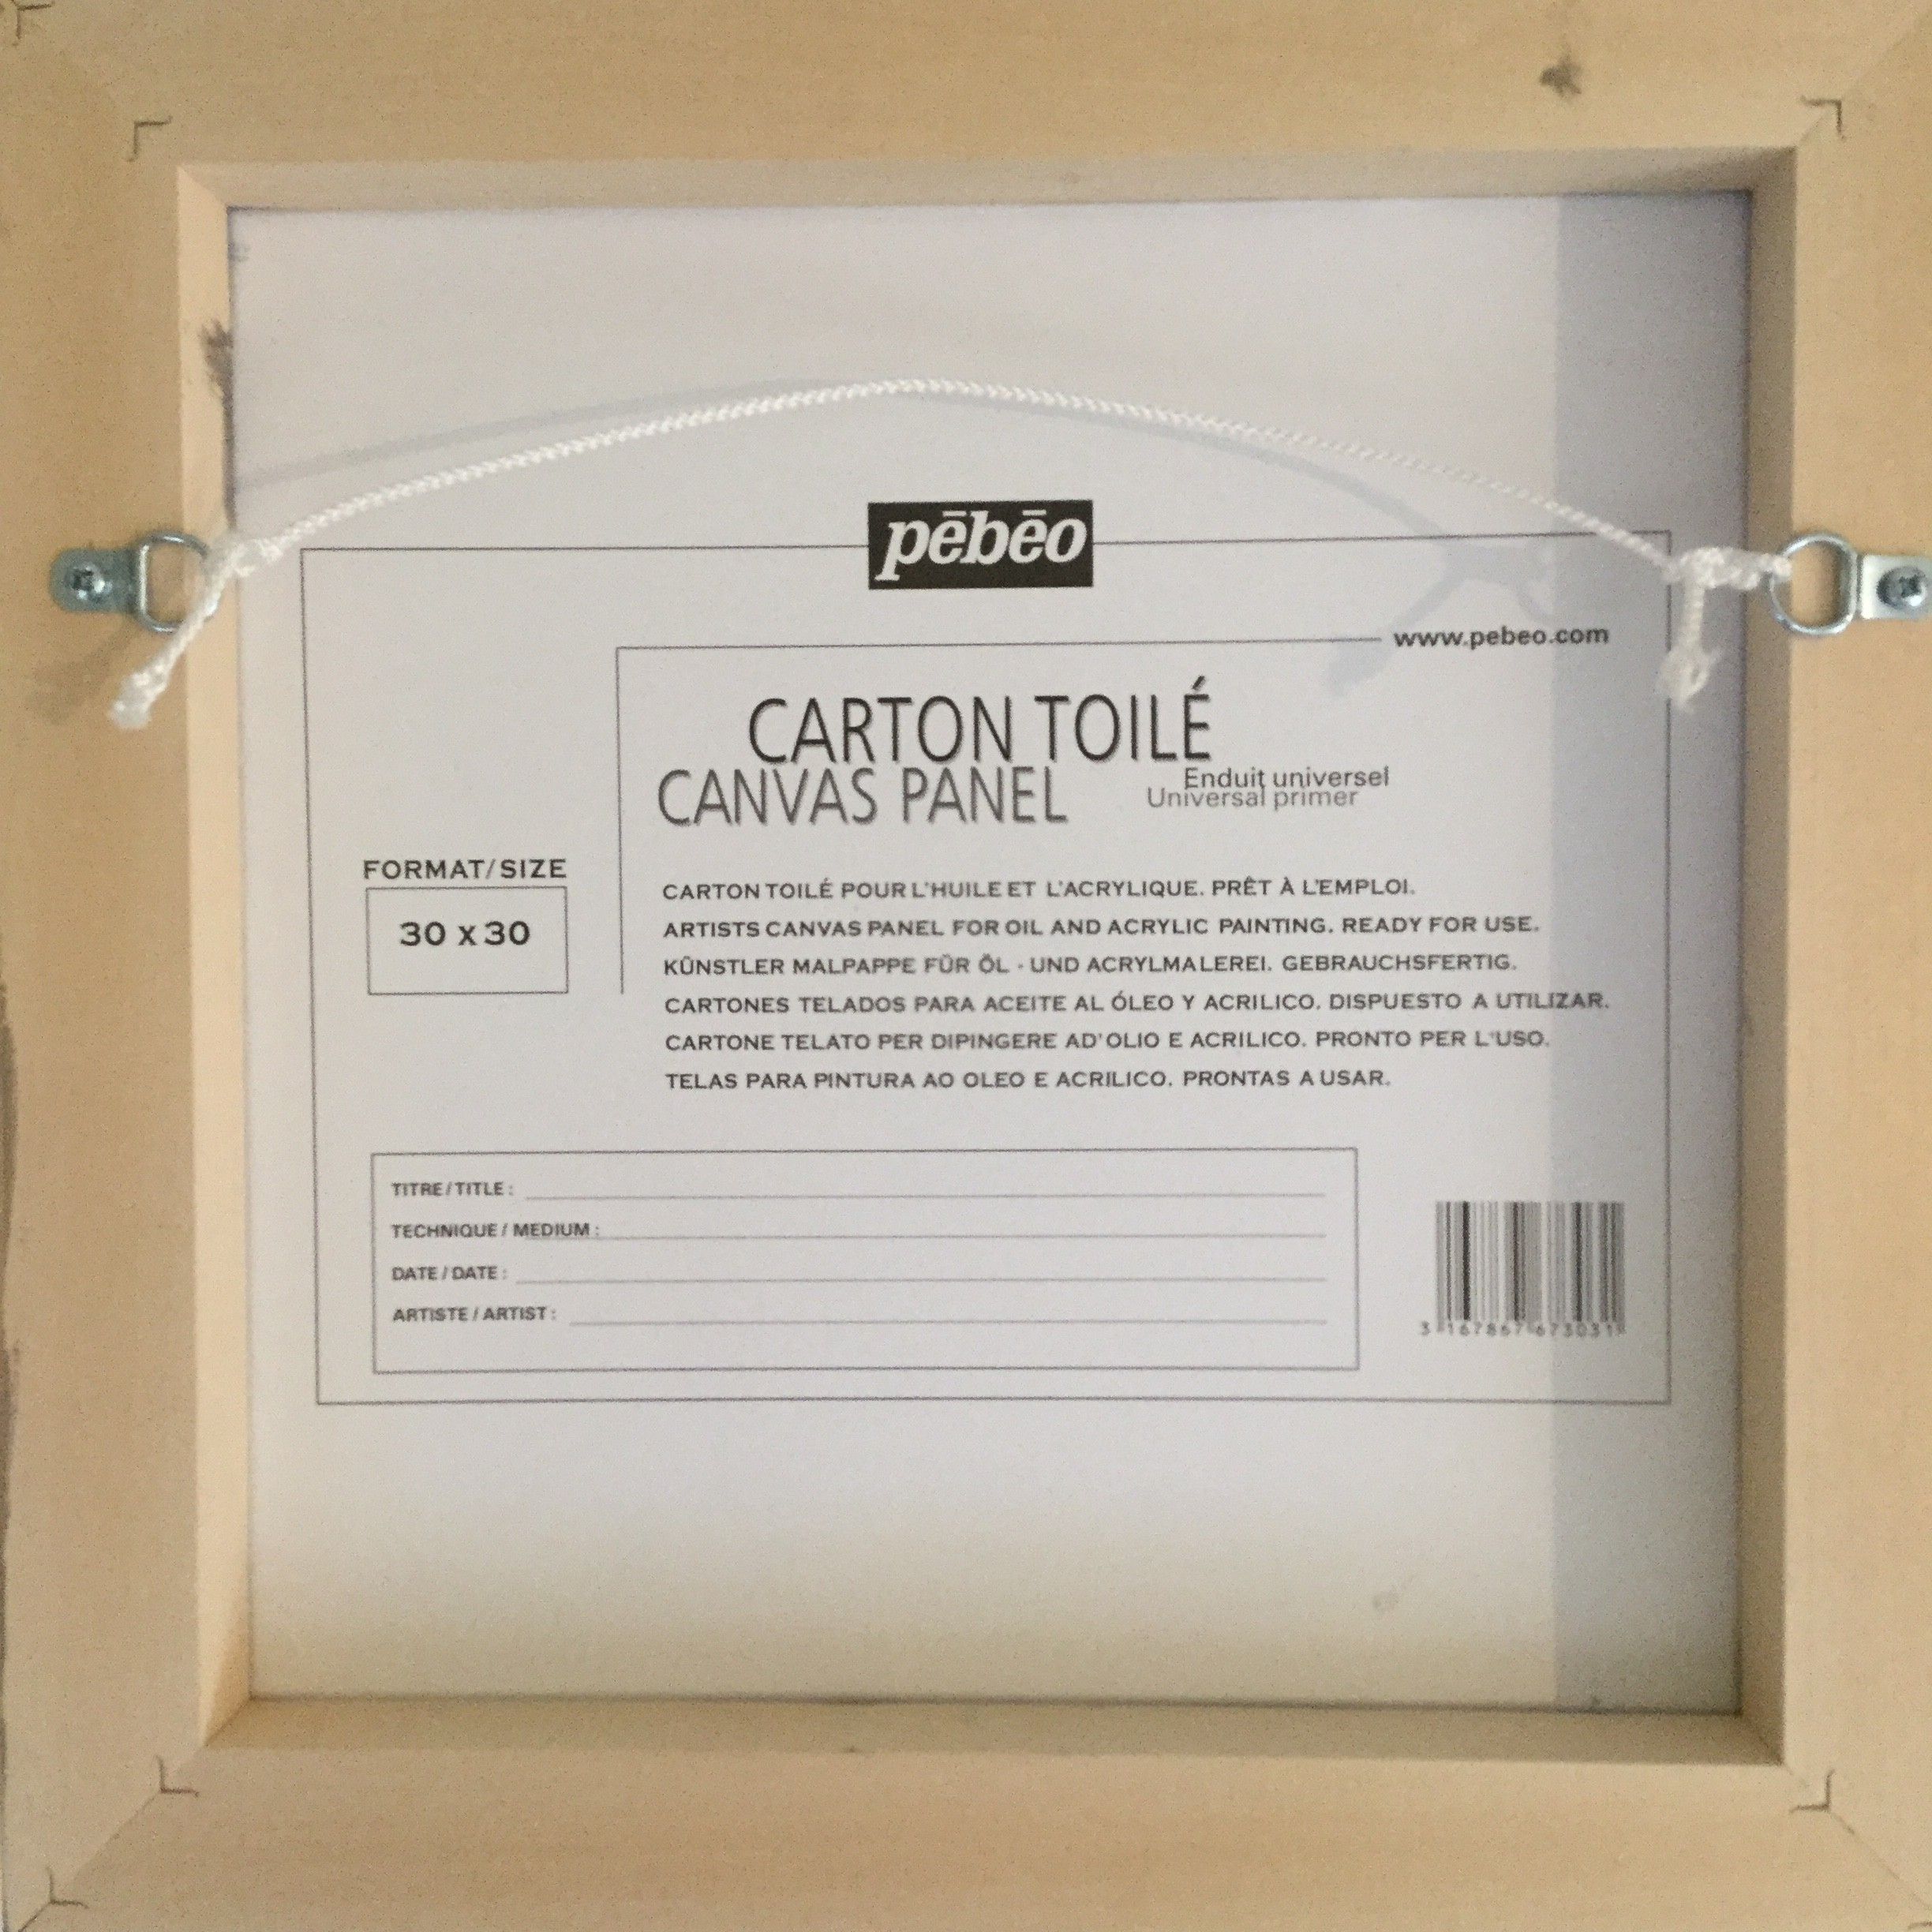 pēbēo
www.pebeo.com
CARTON TOILÉ
CANVAS PANEL
Enduit universel
Universal primer
FORMAT/SIZE
30 x 30
CARTON TOILÉ POUR L'HUILE ET L'ACRYLIQUE. PRÊT À L'EMPLOI.
ARTISTS CANVAS PANEL FOR OIL AND ACRYLIC PAINTING. READY FOR USE.
KÜNSTLER MALPAPPE FÜR ÖL - UND ACRYLMALEREI. GEBRAUCHSFERTIG.
CARTONES TELADOS PARA ACEITE AL ÓLEO Y ACRILICO. DISPUESTO A UTILIZAR.
CARTONE TELATO PER DIPINGERE AD'OLIO E ACRILICO. PRONTO PER L'USO.
TELAS PARA PINTURA AO OLEO E ACRILICO. PRONTAS A USAR.
TITRE/TITLE :
TECHNIQUE / MEDIUM :
DATE / DATE :
ARTISTE / ARTIST :
3 167867 673031